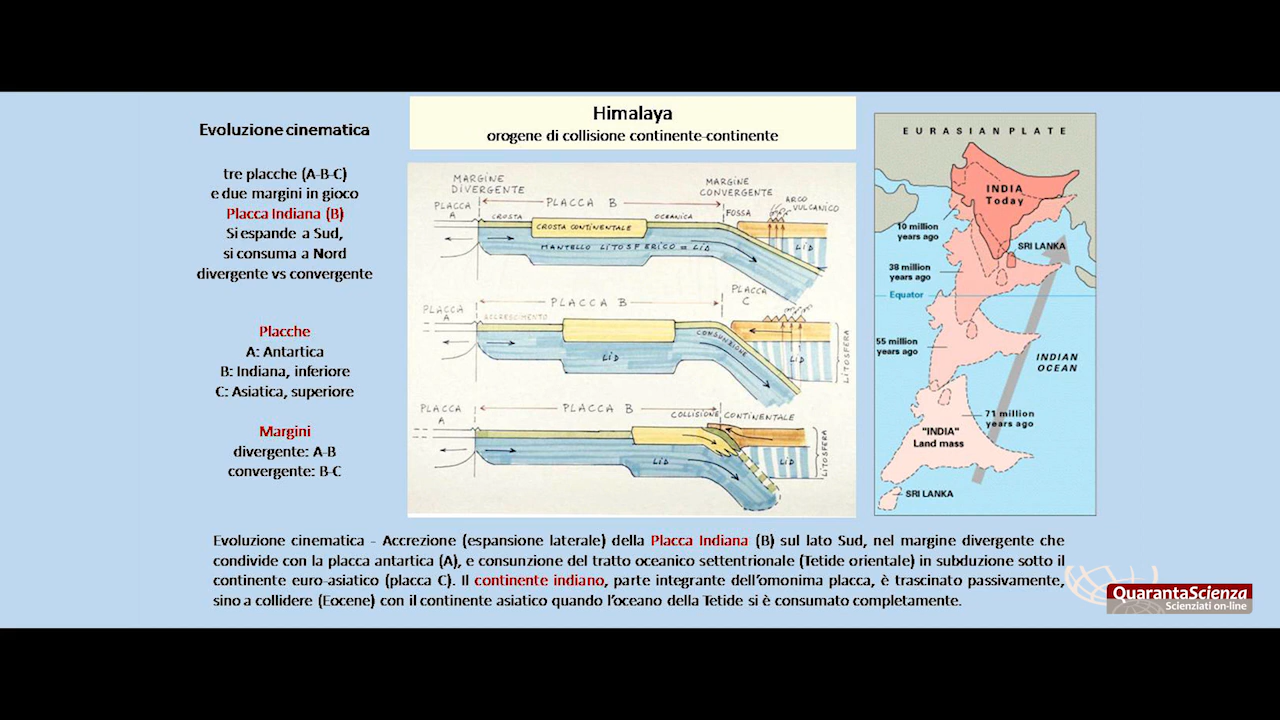 Himalaya
orogene di collisione continente-continente
Evoluzione cinematica
tre placche (A-B-C)
e due margini in gioco
Placca Indiana (B)
Si espande a Sud,
si consuma a Nord
divergente vs convergente
Placche
A: Antartica
B: Indiana, inferiore
C: Asiatica, superiore
Margini
divergente: A-B
convergente: B-C
MARGINE
DIVERGENTE
PLACCA
A
PLACCA B
MARGINE
CONVERGENTE
FOSSA
ARCO
VULCANICO
CROSTA
OCEANICA
CROSTA CONTINENTALE
MANTELLO LITOSFERICO = LID
LID
PLACCA
A
PLACCA B
PLACCA
C
ACCRESCIMENTO
CONSUNZIONE
LID
LID
LITOSFERA
PLACCA
A
PLACCA B
COLLISIONE CONTINENTALE
LID
LID
LITOSFERA
EURASIAN PLATE
INDIA
Today
10 million
years ago
SRI LANKA
38 million
years ago
Equator
55 million
years ago
INDIAN
OCEAN
71 million
years ago
"INDIA"
Land mass
SRI LANKA
Evoluzione cinematica - Accrezione (espansione laterale) della Placca Indiana (B) sul lato Sud, nel margine divergente che
condivide con la placca antartica (A), e consunzione del tratto oceanico settentrionale (Tetide orientale) in subduzione sotto il
continente euro-asiatico (placca C). Il continente indiano, parte integrante dell'omonima placca, è trascinato passivamente,
sino a collidere (Eocene) con il continente asiatico quando l'oceano della Tetide si è consumato completamente.
QuarantaScienza
Scienziati on-line